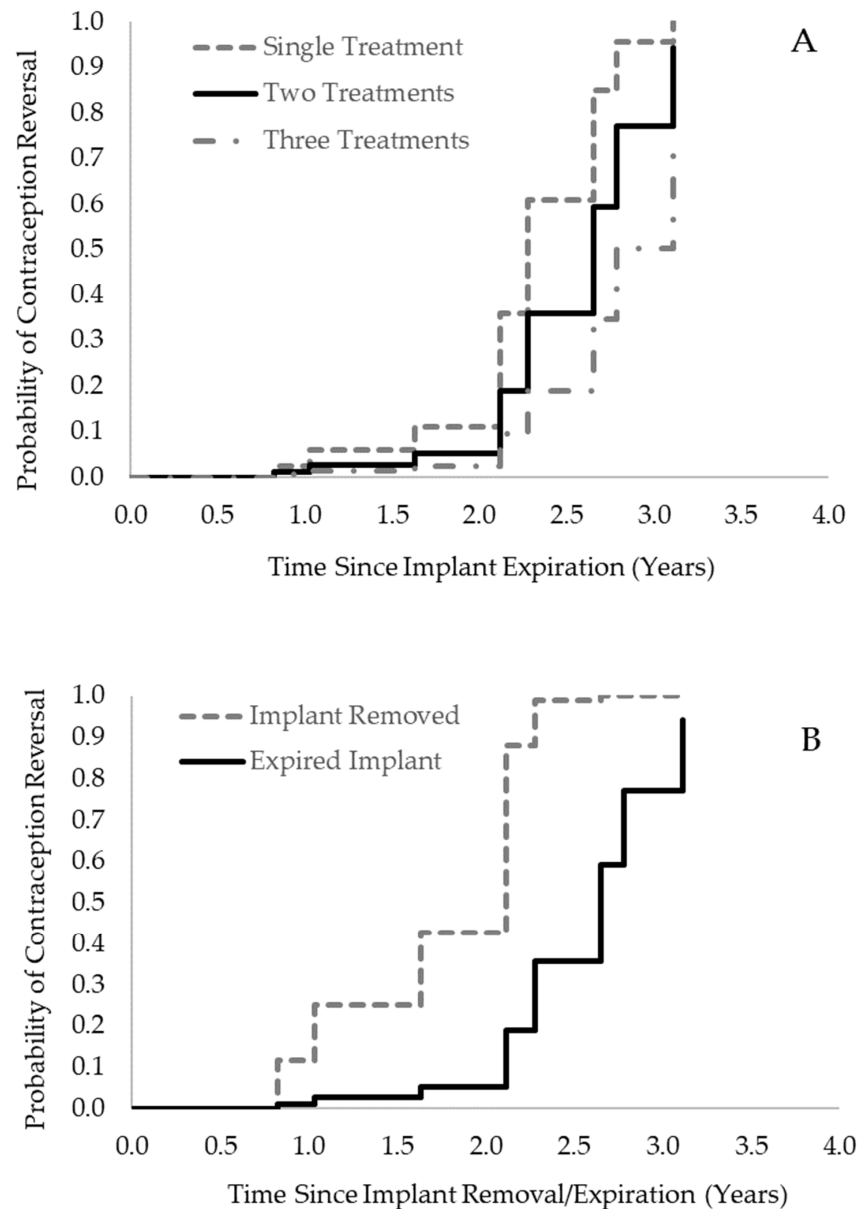 A
Single Treatment
Two Treatments
Three Treatments
Probability of Contraception Reversal
1.0
0.9
0.8
0.7
0.6
0.5
0.4
0.3
0.2
0.1
0.0
0.0 0.5 1.0 1.5 2.0 2.5 3.0 3.5 4.0
Time Since Implant Expiration (Years)
B
Implant Removed
Expired Implant
Probability of Contraception Reversal
1.0
0.9
0.8
0.7
0.6
0.5
0.4
0.3
0.2
0.1
0.0
0.0 0.5 1.0 1.5 2.0 2.5 3.0 3.5 4.0
Time Since Implant Removal/Expiration (Years)